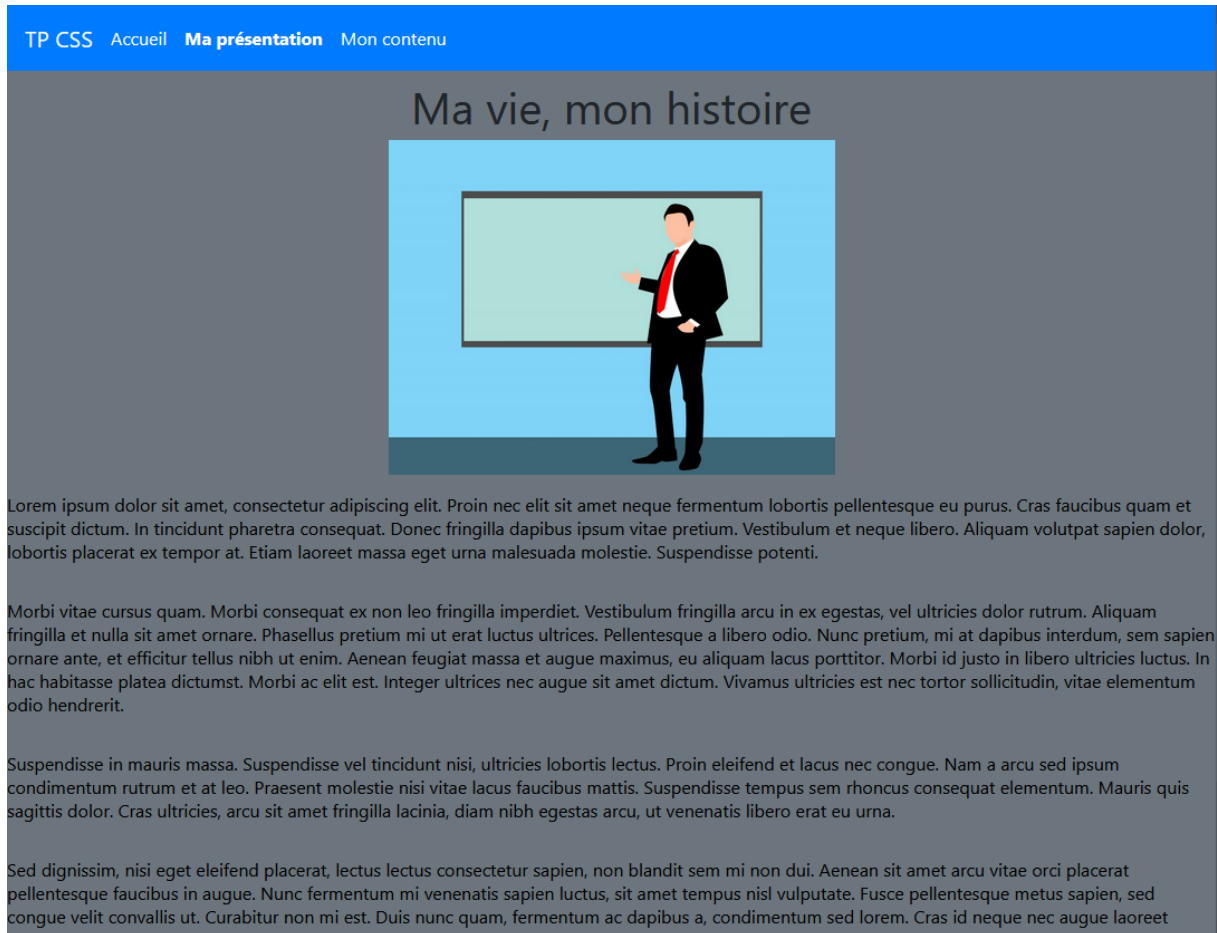 TP CSS Accueil Ma présentation Mon contenu
Ma vie, mon histoire
Lorem ipsum dolor sit amet, consectetur adipiscing elit. Proin nec elit sit amet neque fermentum lobortis pellentesque eu purus. Cras faucibus quam et
suscipit dictum. In tincidunt pharetra consequat. Donec fringilla dapibus ipsum vitae pretium. Vestibulum et neque libero. Aliquam volutpat sapien dolor,
lobortis placerat ex tempor at. Etiam laoreet massa eget urna malesuada molestie. Suspendisse potenti.
Morbi vitae cursus quam. Morbi consequat ex non leo fringilla imperdiet. Vestibulum fringilla arcu in ex egestas, vel ultricies dolor rutrum. Aliquam
fringilla et nulla sit amet ornare. Phasellus pretium mi ut erat luctus ultrices. Pellentesque a libero odio. Nunc pretium, mi at dapibus interdum, sem sapien
ornare ante, et efficitur tellus nibh ut enim. Aenean feugiat massa et augue maximus, eu aliquam lacus porttitor. Morbi id justo in libero ultricies luctus. In
hac habitasse platea dictumst. Morbi ac elit est. Integer ultrices nec augue sit amet dictum. Vivamus ultricies est nec tortor sollicitudin, vitae elementum
odio hendrerit.
Suspendisse in mauris massa. Suspendisse vel tincidunt nisi, ultricies lobortis lectus. Proin eleifend et lacus nec congue. Nam a arcu sed ipsum
condimentum rutrum et at leo. Praesent molestie nisi vitae lacus faucibus mattis. Suspendisse tempus sem rhoncus consequat elementum. Mauris quis
sagittis dolor. Cras ultricies, arcu sit amet fringilla lacinia, diam nibh egestas arcu, ut venenatis libero erat eu urna.
Sed dignissim, nisi eget eleifend placerat, lectus lectus consectetur sapien, non blandit sem mi non dui. Aenean sit amet arcu vitae orci placerat
pellentesque faucibus in augue. Nunc fermentum mi venenatis sapien luctus, sit amet tempus nisl vulputate. Fusce pellentesque metus sapien, sed
congue velit convallis ut. Curabitur non mi est. Duis nunc quam, fermentum ac dapibus a, condimentum sed lorem. Cras id neque nec augue laoreet